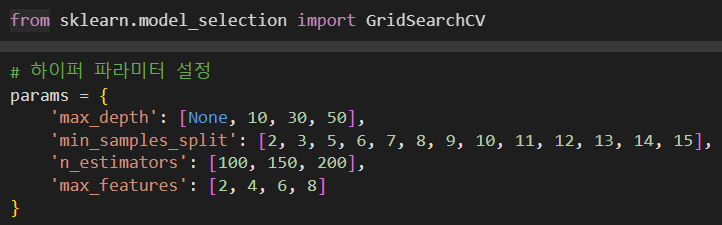 from sklearn.model_selection import GridSearchCV
# 하이퍼 파라미터 설정
params = {
    'max_depth': [None, 10, 30, 50],
    'min_samples_split': [2, 3, 5, 6, 7, 8, 9, 10, 11, 12, 13, 14, 15],
    'n_estimators': [100, 150, 200],
    'max_features': [2, 4, 6, 8]
}